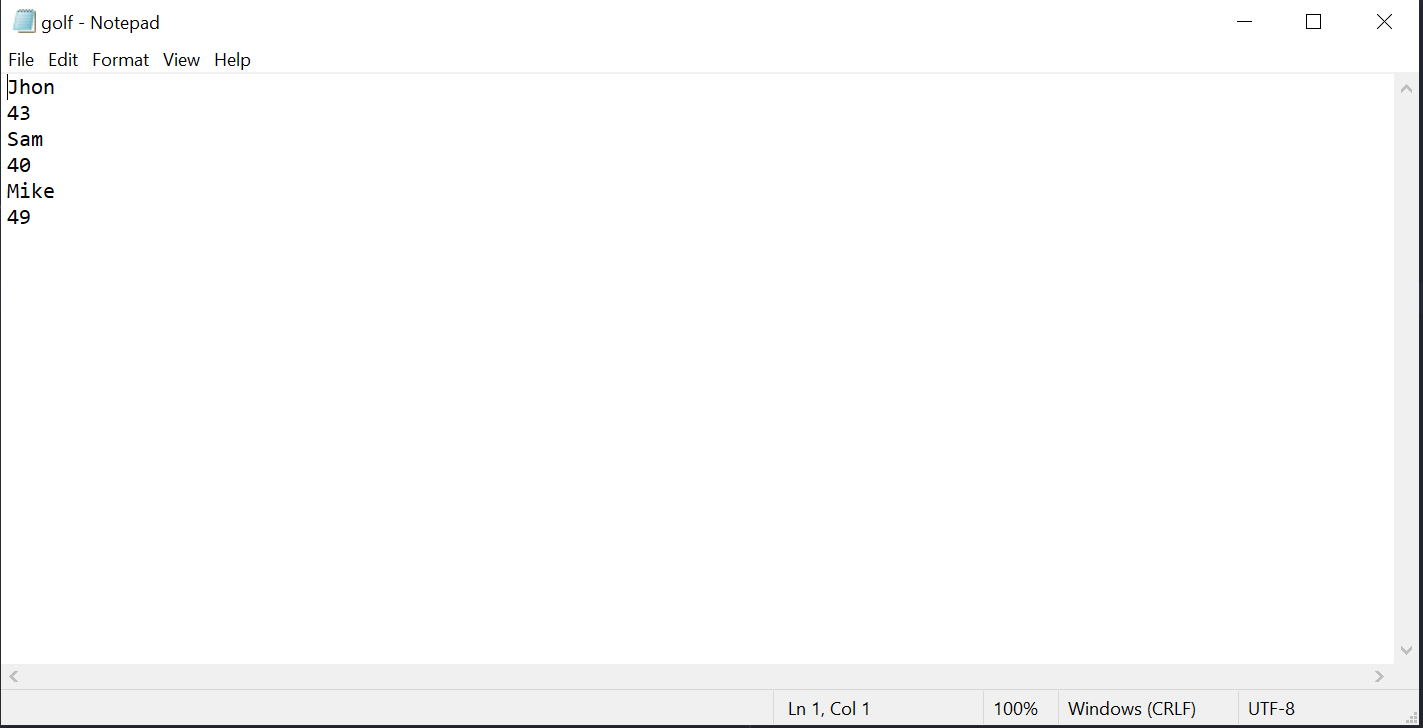 golf - Notepad
File Edit Format View Help
Jhon
43
Sam
40
Mike
49
Ln 1, Col 1 100% Windows (CRLF) UTF-8